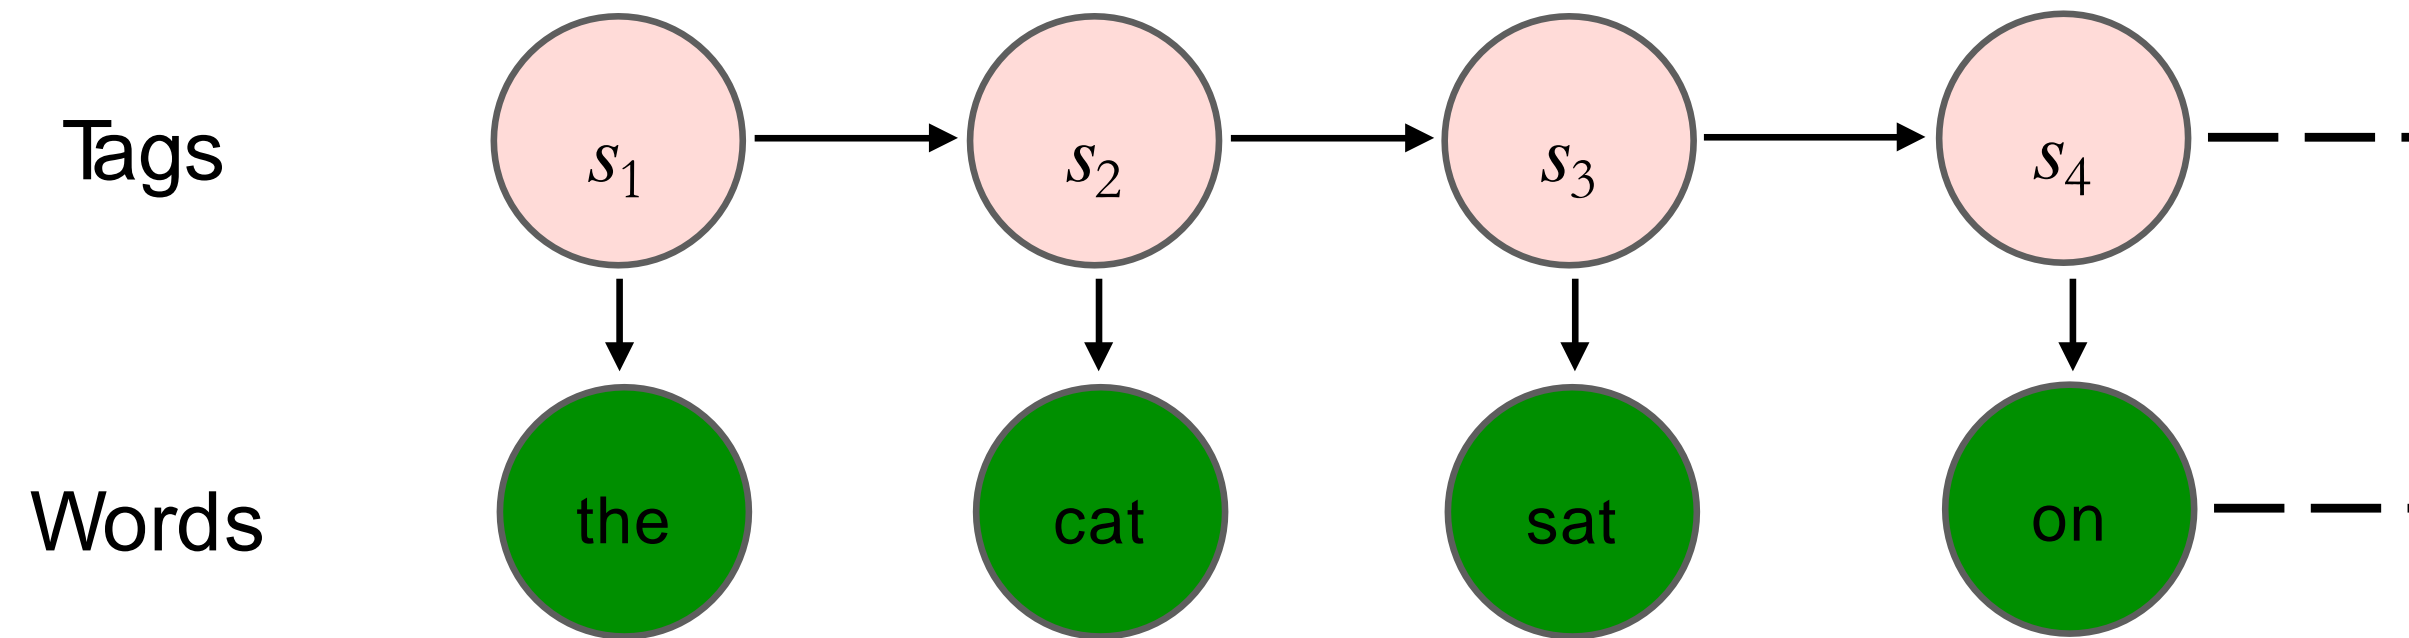 Tags s₁ s₂ s₃ s₄
Words the cat sat on